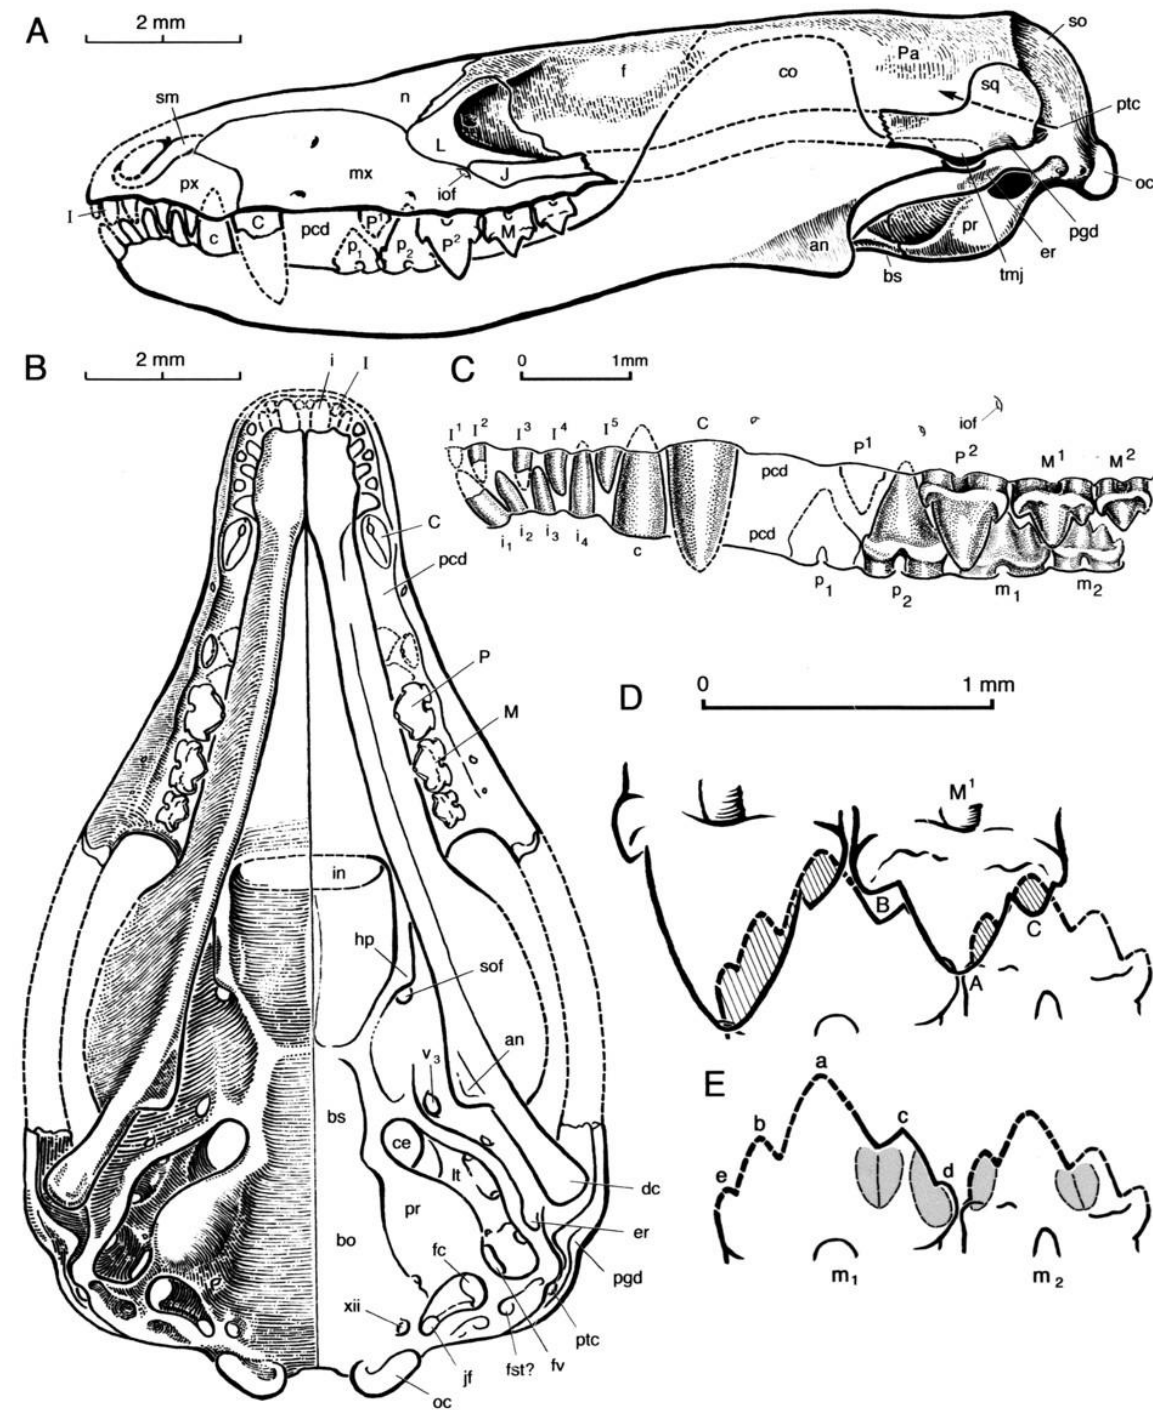 A
2 mm
so
Pa
f
co
sq
n
sm
ptc
L
J
mx
px
iof
oc
I
c
C
pcd
P1
p1
p2
P2
M
an
pr
bs
tmj
er
pgd
B
2 mm
i
I
C
pcd
P
M
in
hp
sof
an
v3
bs
ce
lt
dc
pr
er
bo
fc
pgd
xii
ptc
jf
fst?
fv
oc
C
0 1mm
I1 I2 I3 I4 I5 C iof
P1 P2 M1 M2
pcd
pcd
i1 i2 i3 i4 c
p1 p2 m1 m2
D
0 1 mm
M1
B
C
A
E
a
b
c
e
d
m1 m2